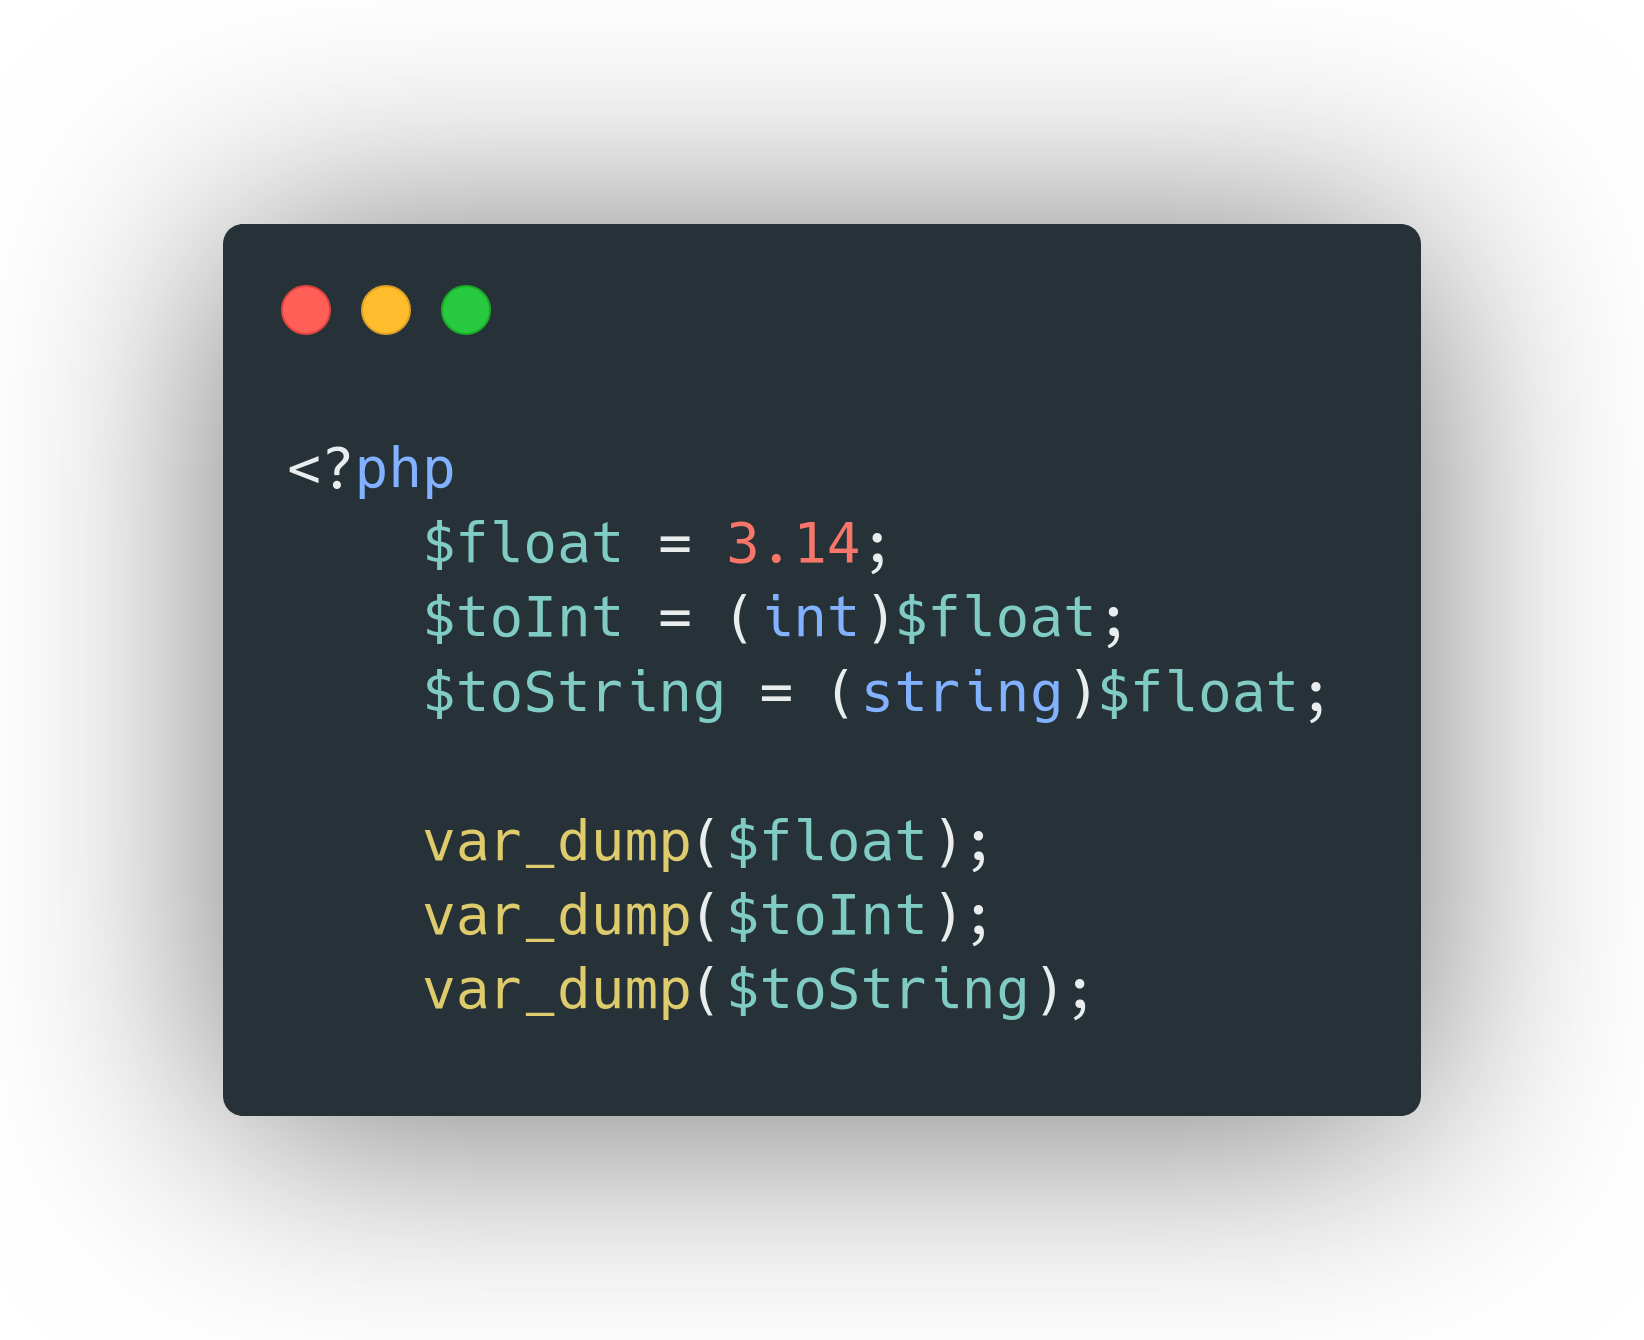 <?php
    $float = 3.14;
    $toInt = (int)$float;
    $toString = (string)$float;

    var_dump($float);
    var_dump($toInt);
    var_dump($toString);